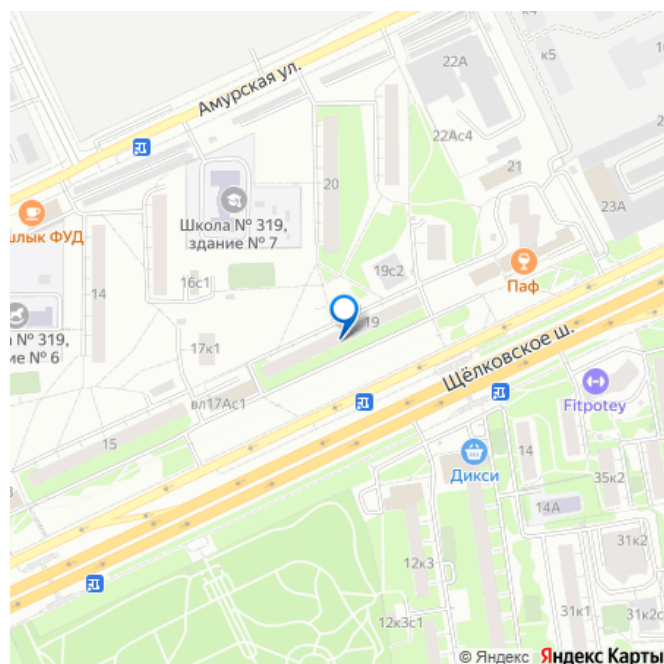 к5
22А
Амурская ул.
22Ас4
20
21
23А
Школа № 319,
здание № 7
шлык ФУД
19с2
Паф
16с1
14
19
№ 319,
ие № 6
17к1
Щёлковское ш.
вл17Ас1
Fitpotey
15
14
Дикси
35к2
14А
31к2
12к3
31к1
31к2с
12к3с1
© Яндекс Яндекс Карты